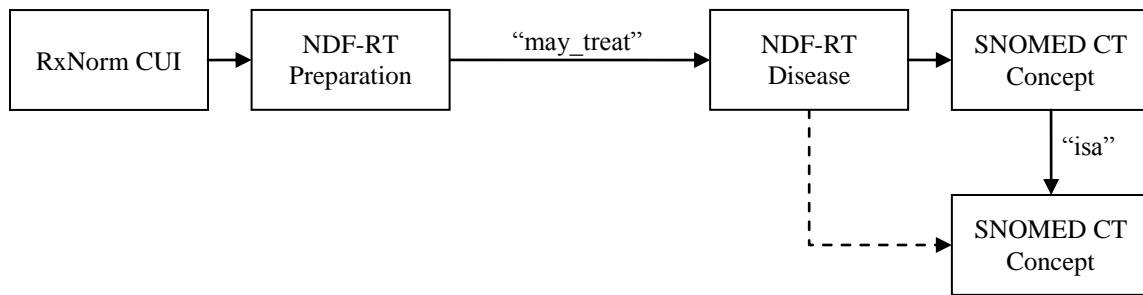 RxNorm CUI
NDF-RT
Preparation
“may_treat”
NDF-RT
Disease
SNOMED CT
Concept
“isa”
SNOMED CT
Concept